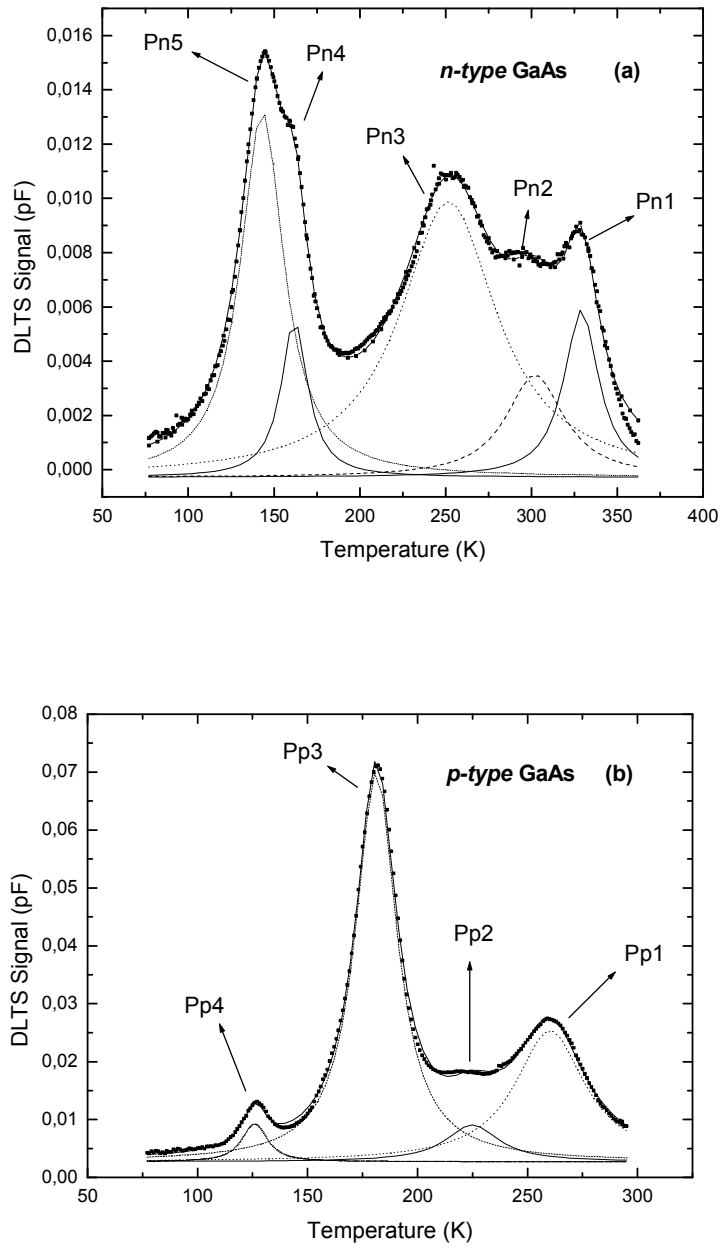 n-type GaAs (a)
Pn5
Pn4
Pn3
Pn2
Pn1
0,016
0,014
0,012
0,010
0,008
0,006
0,004
0,002
0,000
DLTS Signal (pF)
50 100 150 200 250 300 350 400
Temperature (K)
p-type GaAs (b)
Pp3
Pp2
Pp1
Pp4
0,08
0,07
0,06
0,05
0,04
0,03
0,02
0,01
0,00
DLTS Signal (pF)
50 100 150 200 250 300
Temperature (K)